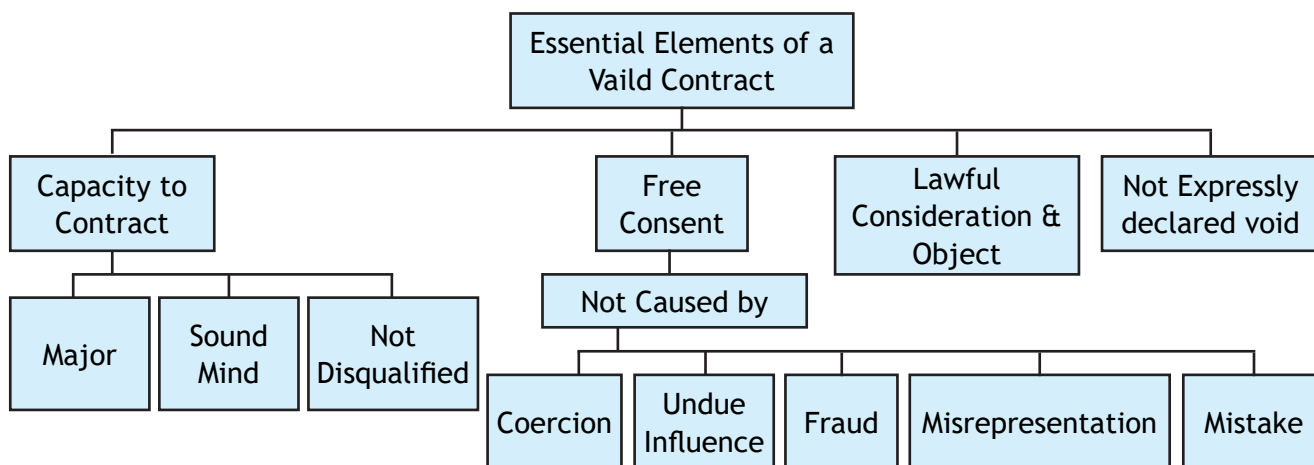 Essential Elements of a
Vaild Contract
Capacity to
Contract
Free
Consent
Lawful
Consideration &
Object
Not Expressly
declared void
Major
Sound
Mind
Not
Disqualified
Not Caused by
Coercion
Undue
Influence
Fraud
Misrepresentation
Mistake